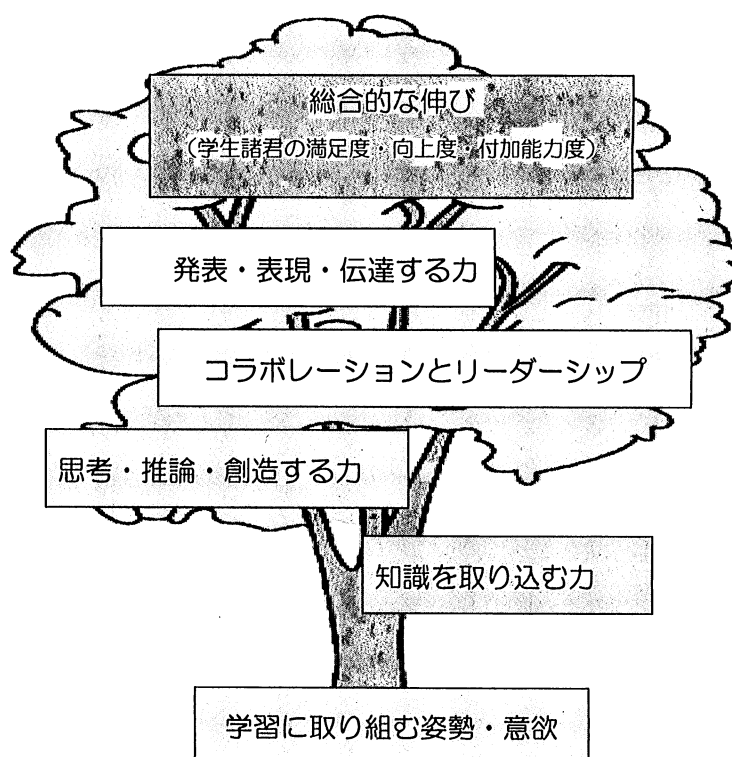 総合的な伸び
(学生諸君の満足度・向上度・付加能力度)
発表・表現・伝達する力
コラボレーションとリーダーシップ
思考・推論・創造する力
知識を取り込む力
学習に取り組む姿勢・意欲